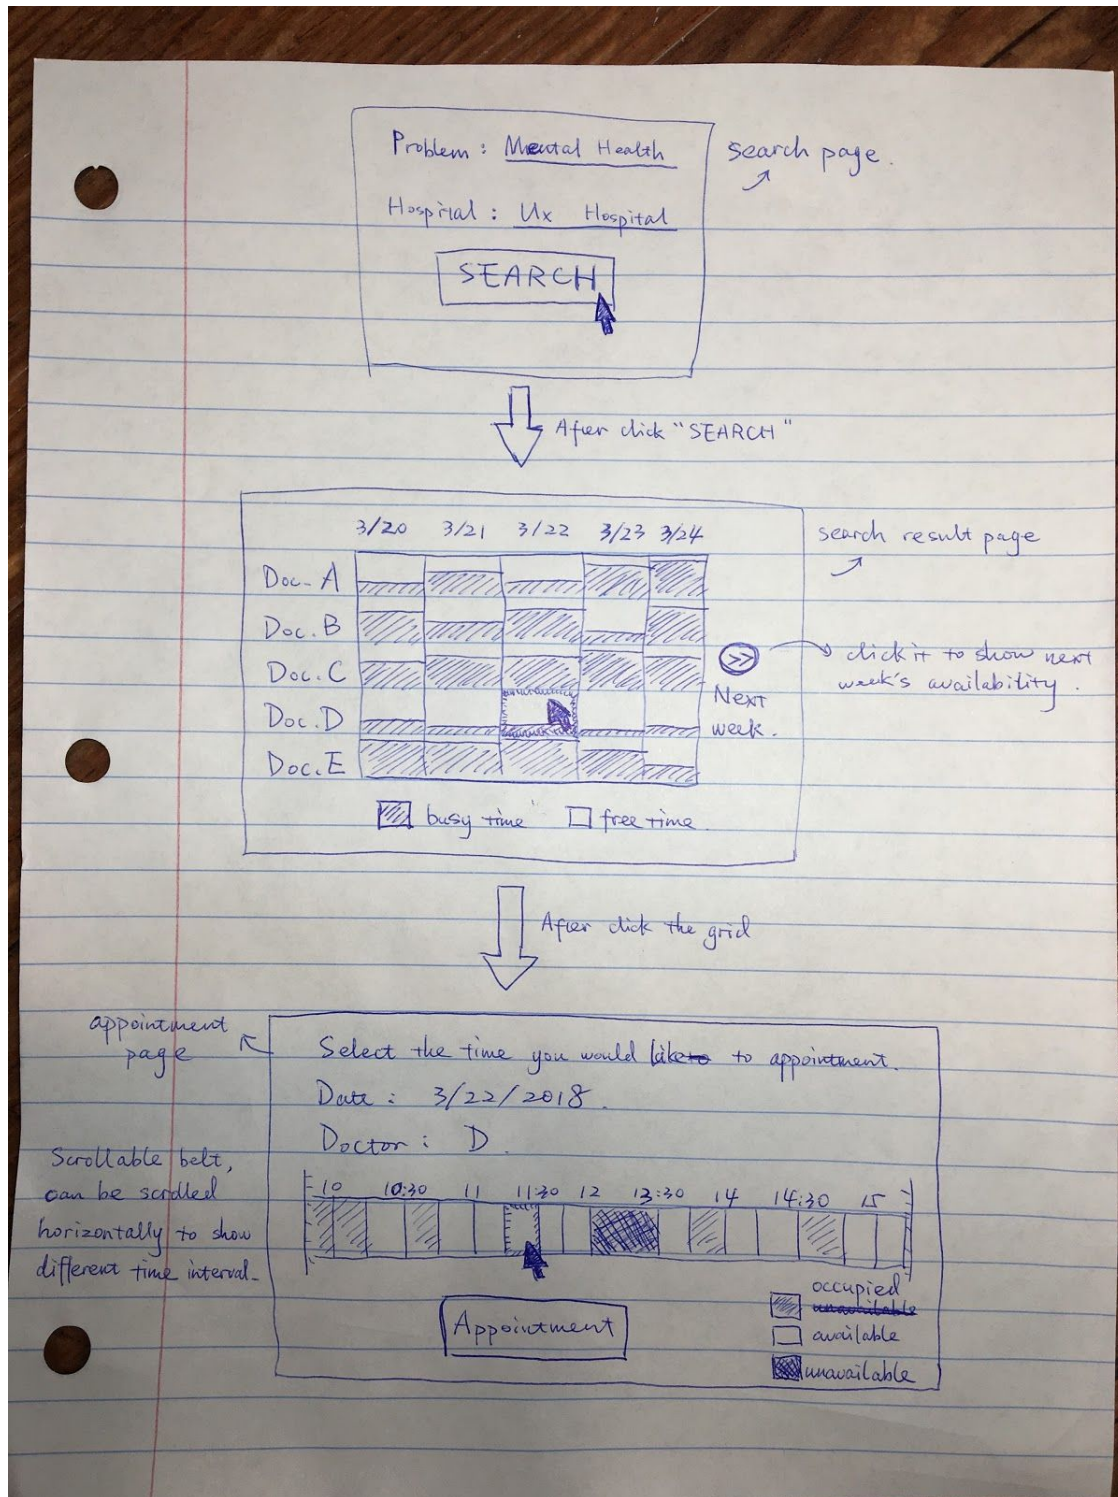 Problem : Mental Health
search page.
Hospital : Ux Hospital
SEARCH
After click "SEARCH"
3/20 3/21 3/22 3/23 3/24
search result page
Doc. A
Doc. B
Doc. C
Doc. D
Doc. E
click it to show next
week's availability.
Next
week.
busy time free time.
After click the grid
appointment
page
Select the time you would like to appointment.
Date : 3/22/2018.
Doctor : D.
Scrollable belt,
can be scrolled
horizontally to show
different time interval.
10 10:30 11 11:30 12 13:30 14 14:30 15
Appointment
occupied
unavailable
available
unavailable